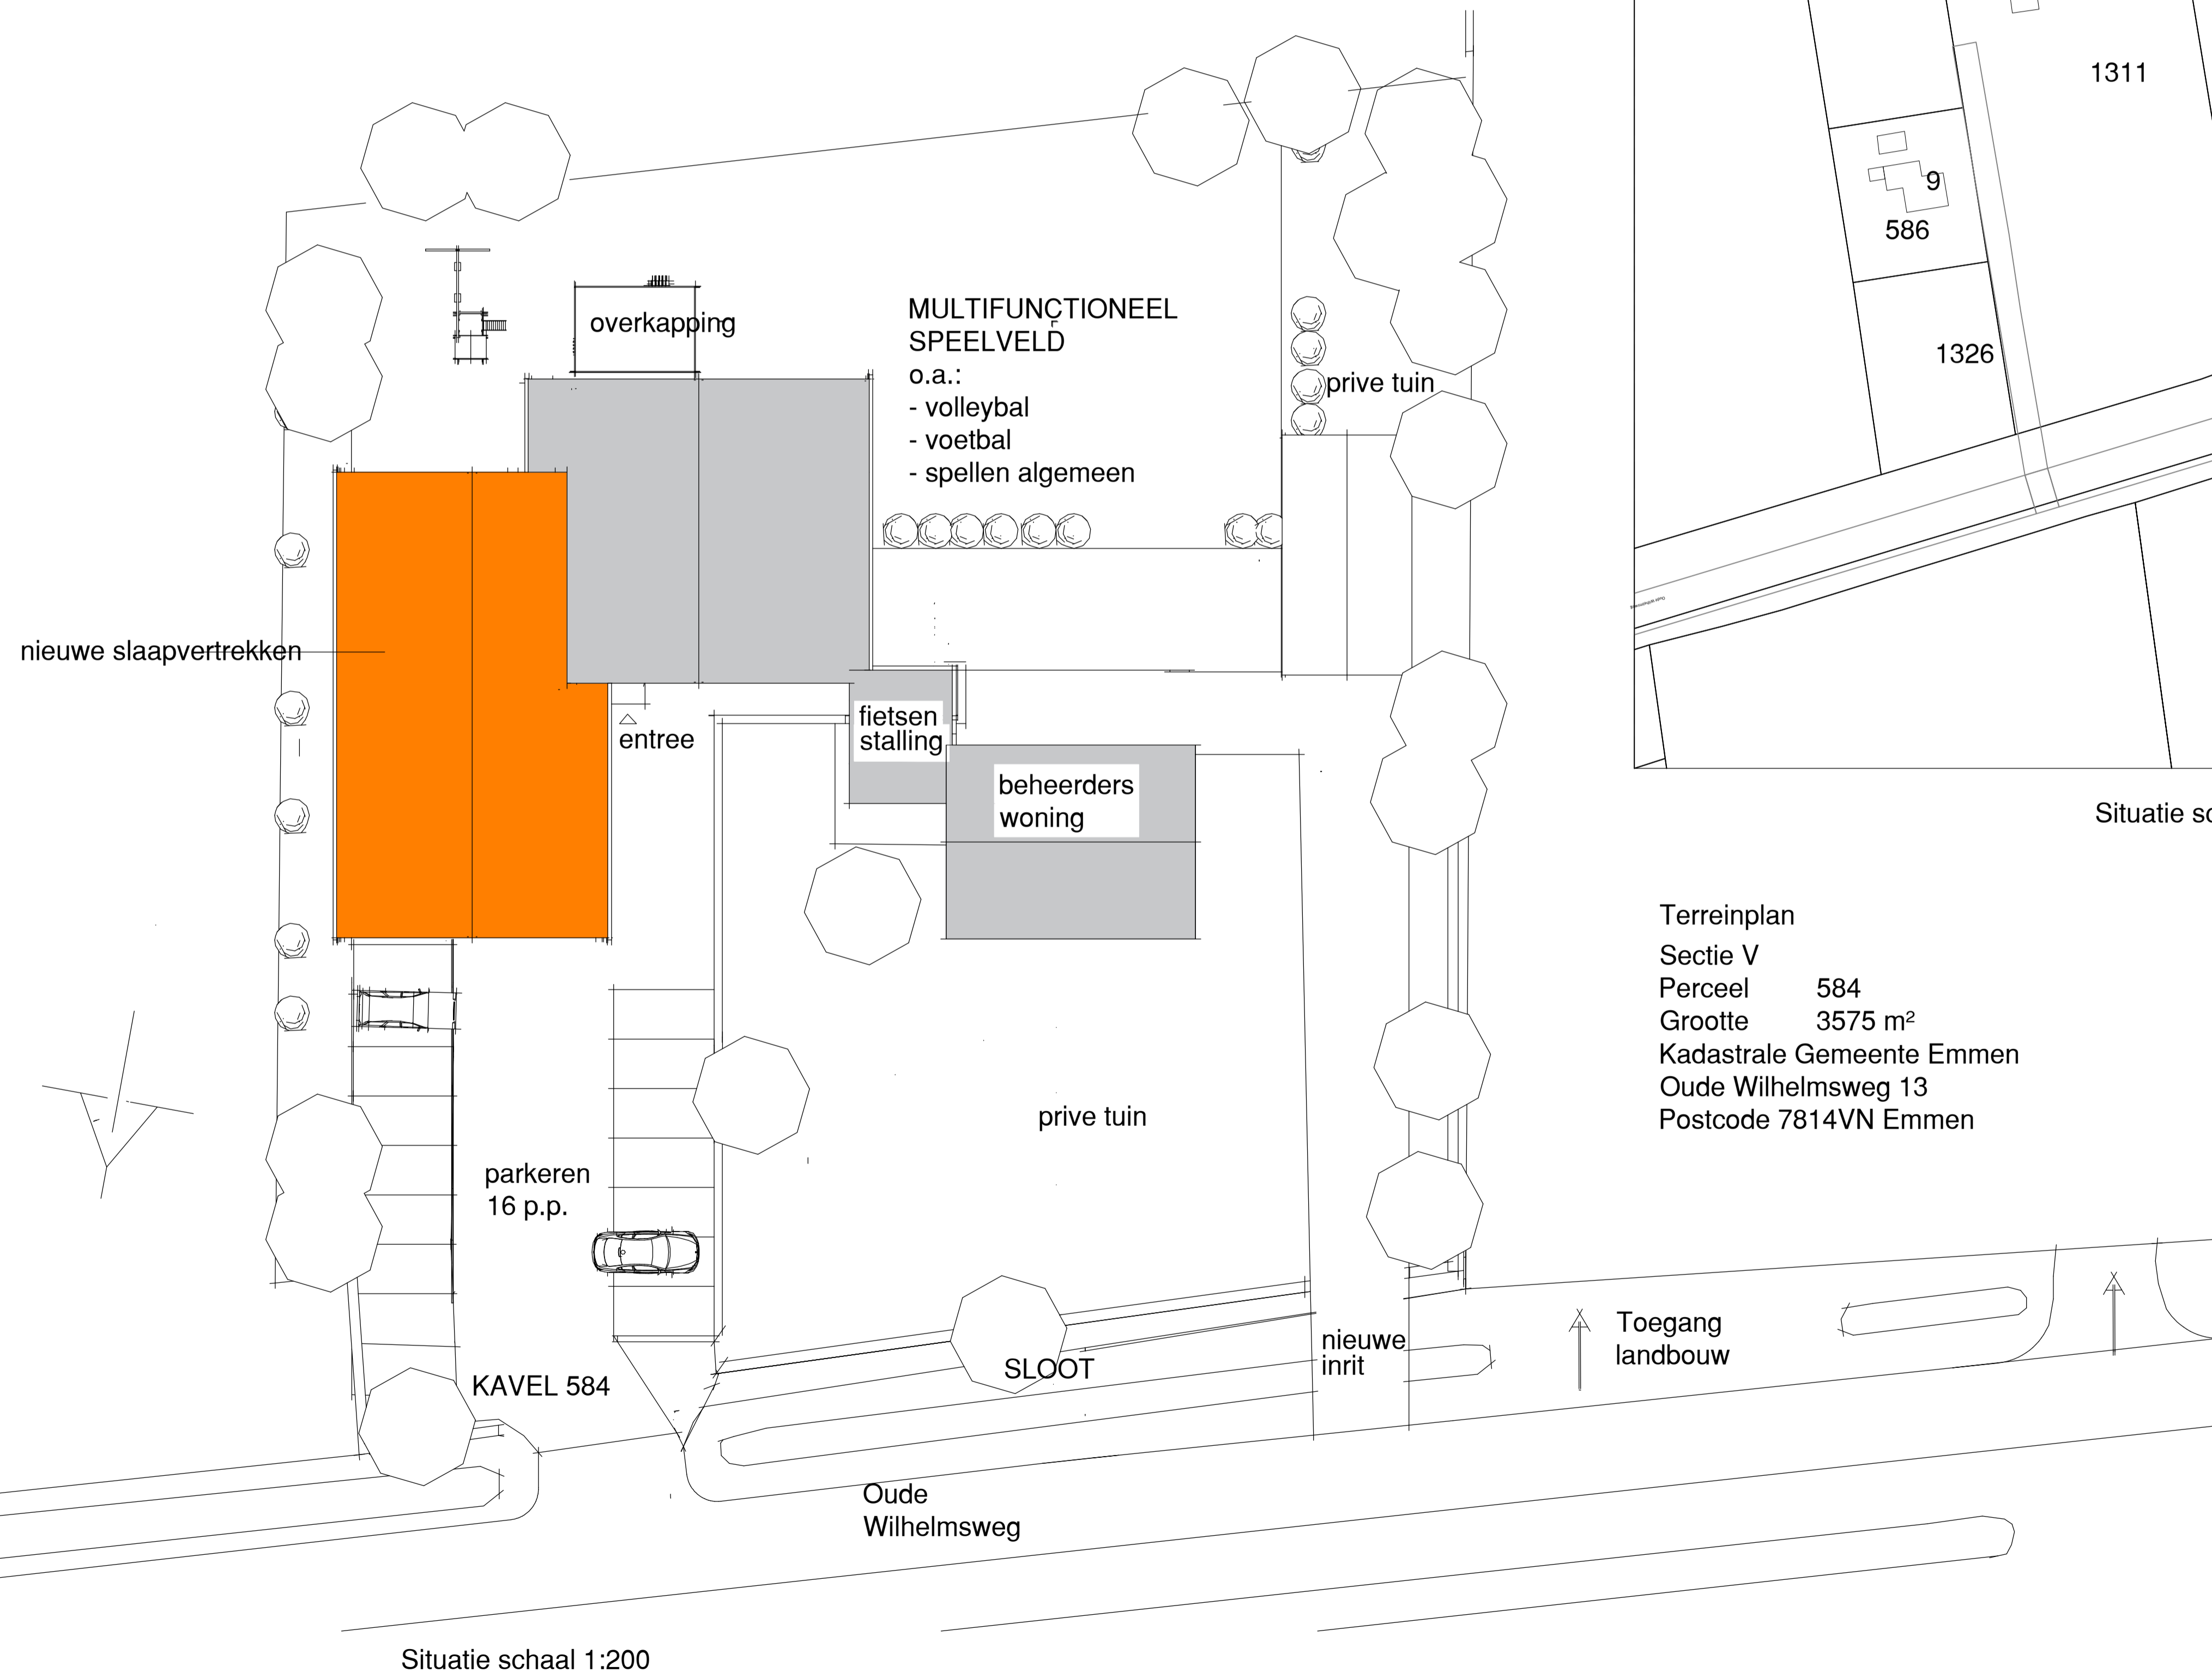 1311
9
586
1326
overkapping
MULTIFUNCTIONEEL
SPEELVELD
o.a.:
- volleybal
- voetbal
- spellen algemeen
prive tuin
nieuwe slaapvertrekken
fietsen
stalling
entree
beheerders
woning
Situatie
Terreinplan
Sectie V
Perceel 584
Grootte 3575 m²
Kadastrale Gemeente Emmen
Oude Wilhelmsweg 13
Postcode 7814VN Emmen
prive tuin
parkeren
16 p.p.
KAVEL 584
SLOOT
nieuwe
inrit
Toegang
landbouw
Oude
Wilhelmsweg
Situatie schaal 1:200